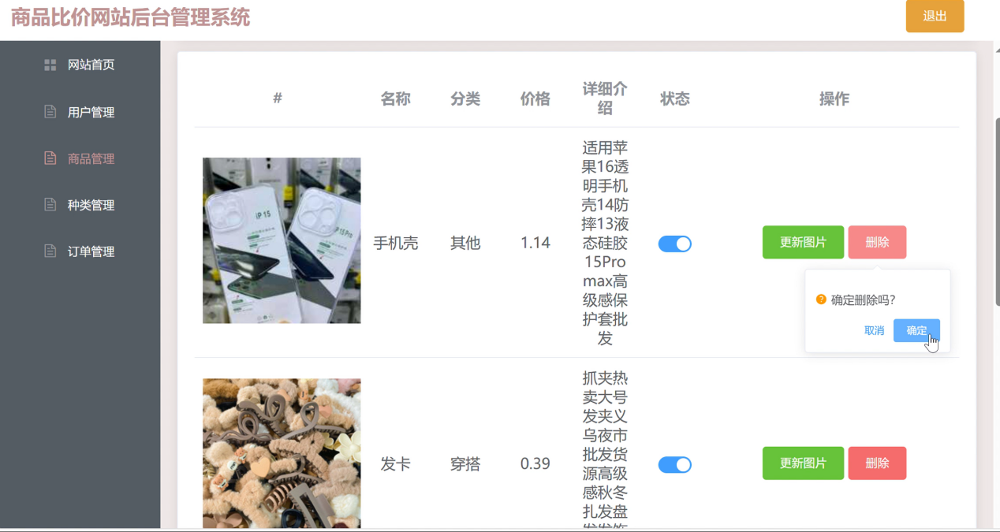 商品比价网站后台管理系统
退出
网站首页
用户管理
商品管理
种类管理
订单管理
# 名称 分类 价格 详细介 状态 操作
绍
适用苹
果16透
明手机
壳14防
摔13液
态硅胶
15Pro
max高
级感保
护套批
发
iP 15
15Pro
手机壳 其他 1.14
更新图片 删除
确定删除吗？
取消 确定
抓夹热
卖大号
发夹义
乌夜市
批发货
源高级
感秋冬
扎发盘
发卡 穿搭 0.39
更新图片 删除